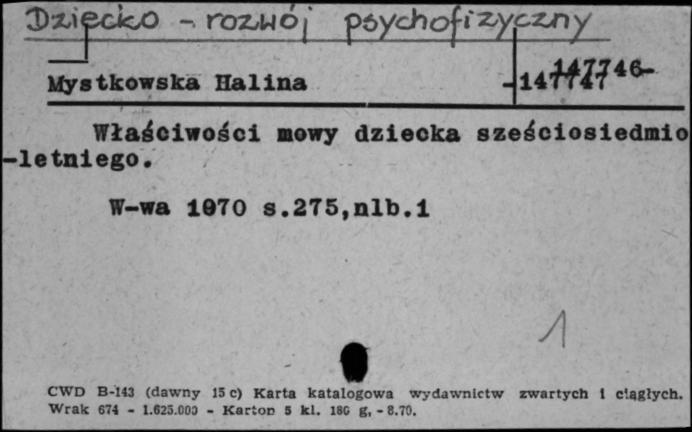 Dziecko - rozwój psychofizyczny
147746-
Mystkowska Halina -147747
Właściwości mowy dziecka sześciosiedmio
-letniego.
W-wa 1970 s.275,nlb.1
1
CWD B-143 (dawny 15 c) Karta katalogowa wydawnictw zwartych i ciągłych.
Wrak 674 - 1.625.000 - Karton 5 kl. 180 g, - 8.70.